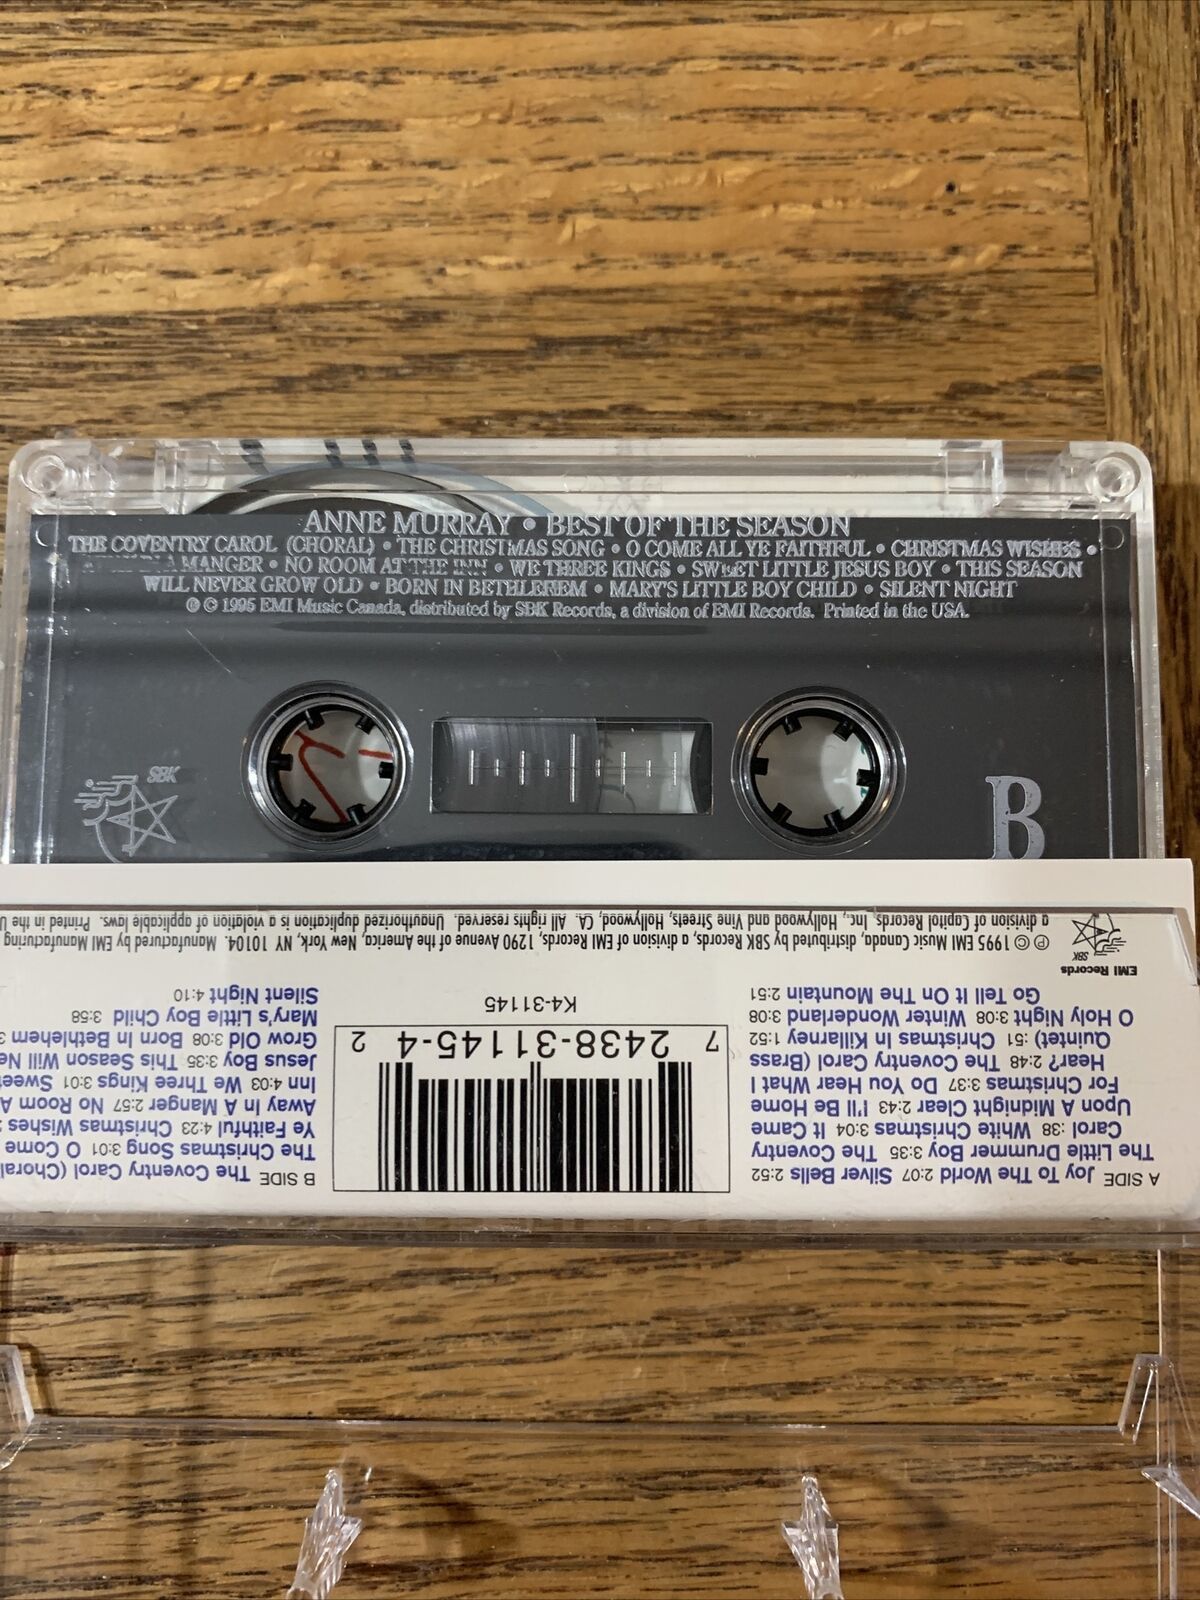 ANNE MURRAY • BEST OF THE SEASON
THE COVENTRY CAROL (CHORAL) • THE CHRISTMAS SONG • O COME ALL YE FAITHFUL • CHRISTMAS WISHES •
A MANGER • NO ROOM AT THE INN • WE THREE KINGS • SWEET LITTLE JESUS BOY • THIS SEASON
WILL NEVER GROW OLD • BORN IN BETHLEHEM • MARY'S LITTLE BOY CHILD • SILENT NIGHT
℗ © 1995 EMI Music Canada, distributed by SBK Records, a division of EMI Records. Printed in the USA.
SBK
B
A SIDE Joy To The World 2:07 Silver Bells 2:52
The Little Drummer Boy 3:35 The Coventry
Carol :38 White Christmas 3:04 It Came
Upon A Midnight Clear 2:43 I'll Be Home
For Christmas 3:37 Do You Hear What I
Hear? 2:48 The Coventry Carol (Brass
Quintet) :51 Christmas In Killarney 1:52
O Holy Night 3:08 Winter Wonderland 3:08
Go Tell It On The Mountain 2:51
7 2438-31145-4 2
K4-31145
B SIDE The Coventry Carol (Choral
The Christmas Song 3:01 O Come
Ye Faithful 4:23 Christmas Wishes
Away In A Manger 2:57 No Room A
Inn 4:03 We Three Kings 3:01 Sweet
Jesus Boy 3:35 This Season Will Ne
Grow Old 3:08 Born In Bethlehem 3
Mary's Little Boy Child 3:58
Silent Night 4:10
EMI Records
SBK
℗ © 1995 EMI Music Canada, distributed by SBK Records, a division of EMI Records, 1290 Avenue of the America, New York, NY 10104. Manufactured by EMI Manufacturing
a division of Capitol Records, Inc., Hollywood and Vine Streets, Hollywood, CA. All rights reserved. Unauthorized duplication is a violation of applicable laws. Printed in the U